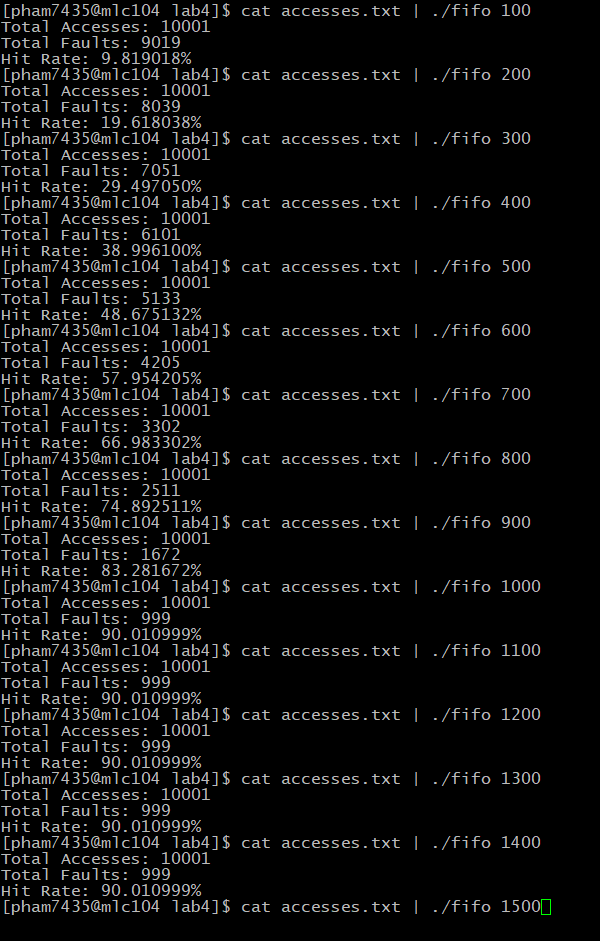 [pham7435@mlc104 lab4]$ cat accesses.txt | ./fifo 100
Total Accesses: 10001
Total Faults: 9019
Hit Rate: 9.819018%
[pham7435@mlc104 lab4]$ cat accesses.txt | ./fifo 200
Total Accesses: 10001
Total Faults: 8039
Hit Rate: 19.618038%
[pham7435@mlc104 lab4]$ cat accesses.txt | ./fifo 300
Total Accesses: 10001
Total Faults: 7051
Hit Rate: 29.497050%
[pham7435@mlc104 lab4]$ cat accesses.txt | ./fifo 400
Total Accesses: 10001
Total Faults: 6101
Hit Rate: 38.996100%
[pham7435@mlc104 lab4]$ cat accesses.txt | ./fifo 500
Total Accesses: 10001
Total Faults: 5133
Hit Rate: 48.675132%
[pham7435@mlc104 lab4]$ cat accesses.txt | ./fifo 600
Total Accesses: 10001
Total Faults: 4205
Hit Rate: 57.954205%
[pham7435@mlc104 lab4]$ cat accesses.txt | ./fifo 700
Total Accesses: 10001
Total Faults: 3302
Hit Rate: 66.983302%
[pham7435@mlc104 lab4]$ cat accesses.txt | ./fifo 800
Total Accesses: 10001
Total Faults: 2511
Hit Rate: 74.892511%
[pham7435@mlc104 lab4]$ cat accesses.txt | ./fifo 900
Total Accesses: 10001
Total Faults: 1672
Hit Rate: 83.281672%
[pham7435@mlc104 lab4]$ cat accesses.txt | ./fifo 1000
Total Accesses: 10001
Total Faults: 999
Hit Rate: 90.010999%
[pham7435@mlc104 lab4]$ cat accesses.txt | ./fifo 1100
Total Accesses: 10001
Total Faults: 999
Hit Rate: 90.010999%
[pham7435@mlc104 lab4]$ cat accesses.txt | ./fifo 1200
Total Accesses: 10001
Total Faults: 999
Hit Rate: 90.010999%
[pham7435@mlc104 lab4]$ cat accesses.txt | ./fifo 1300
Total Accesses: 10001
Total Faults: 999
Hit Rate: 90.010999%
[pham7435@mlc104 lab4]$ cat accesses.txt | ./fifo 1400
Total Accesses: 10001
Total Faults: 999
Hit Rate: 90.010999%
[pham7435@mlc104 lab4]$ cat accesses.txt | ./fifo 1500